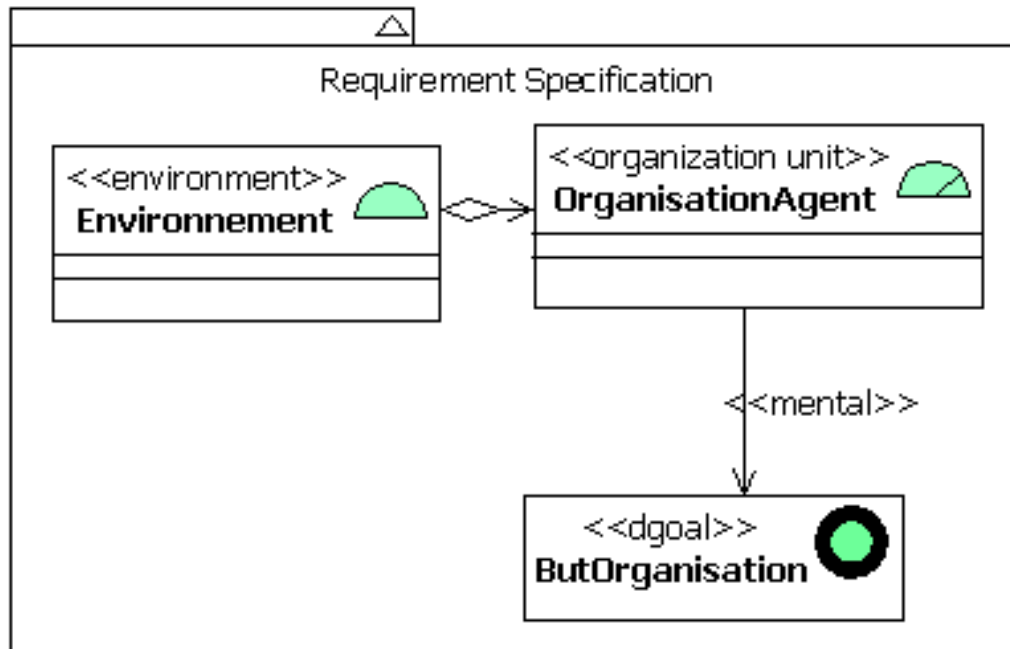 Requirement Specification
<<environment>>
Environnement
<<organization unit>>
OrganisationAgent
<<mental>>
<<dgoal>>
ButOrganisation